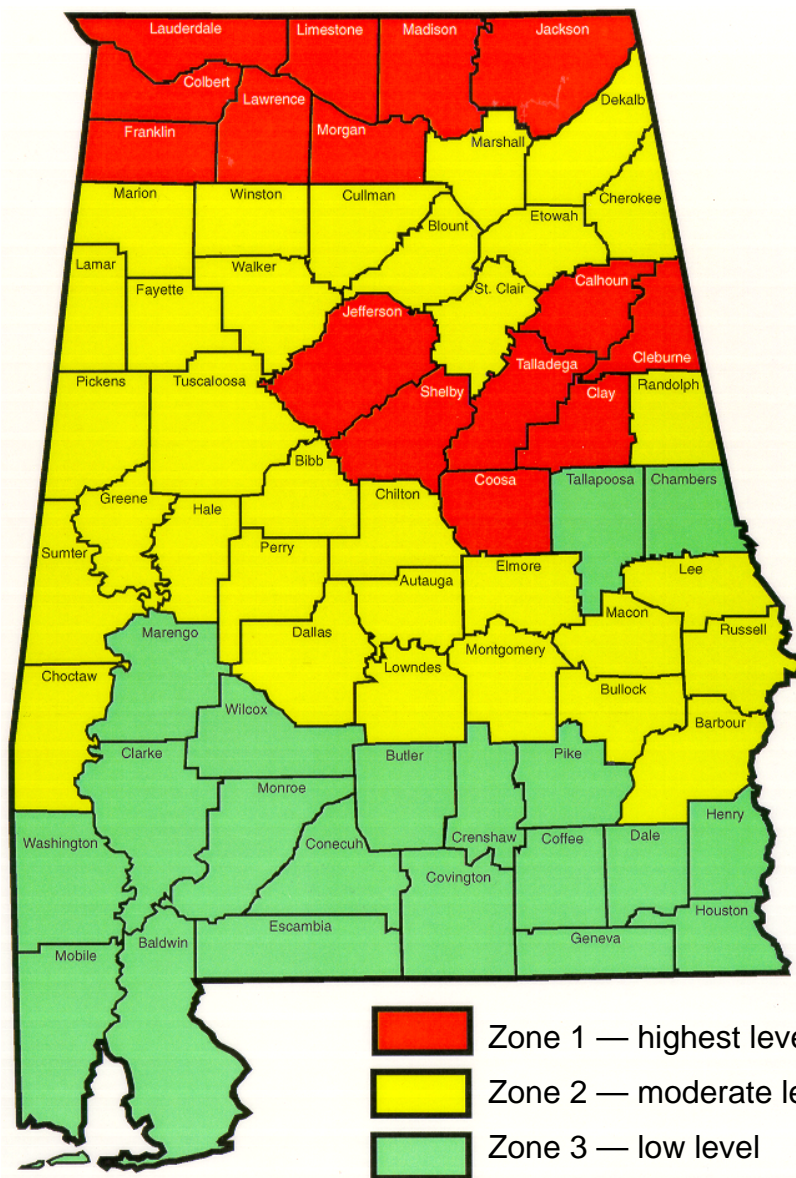 Lauderdale
Limestone
Madison
Jackson
Colbert
Lawrence
Dekalb
Franklin
Morgan
Marshall
Marion
Winston
Cullman
Cherokee
Etowah
Blount
Lamar
Walker
Fayette
St. Clair
Calhoun
Jefferson
Cleburne
Talladega
Pickens
Tuscaloosa
Shelby
Clay
Randolph
Bibb
Coosa
Tallapoosa
Chambers
Chilton
Greene
Hale
Sumter
Perry
Elmore
Lee
Autauga
Macon
Marengo
Dallas
Russell
Montgomery
Choctaw
Lowndes
Bullock
Wilcox
Barbour
Clarke
Butler
Pike
Monroe
Henry
Washington
Conecuh
Crenshaw
Coffee
Dale
Covington
Houston
Escambia
Geneva
Mobile
Baldwin
Zone 1 — highest leve
Zone 2 — moderate le
Zone 3 — low level